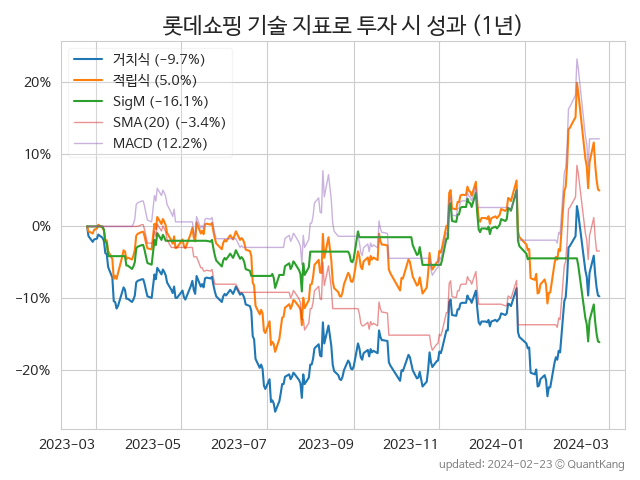 롯데쇼핑 기술 지표로 투자 시 성과 (1년)
거치식 (−9.7%)
적립식 (5.0%)
SigM (−16.1%)
SMA(20) (−3.4%)
MACD (12.2%)
20%
10%
0%
−10%
−20%
2023-03 2023-05 2023-07 2023-09 2023-11 2024-01 2024-03
updated: 2024-02-23 © QuantKang